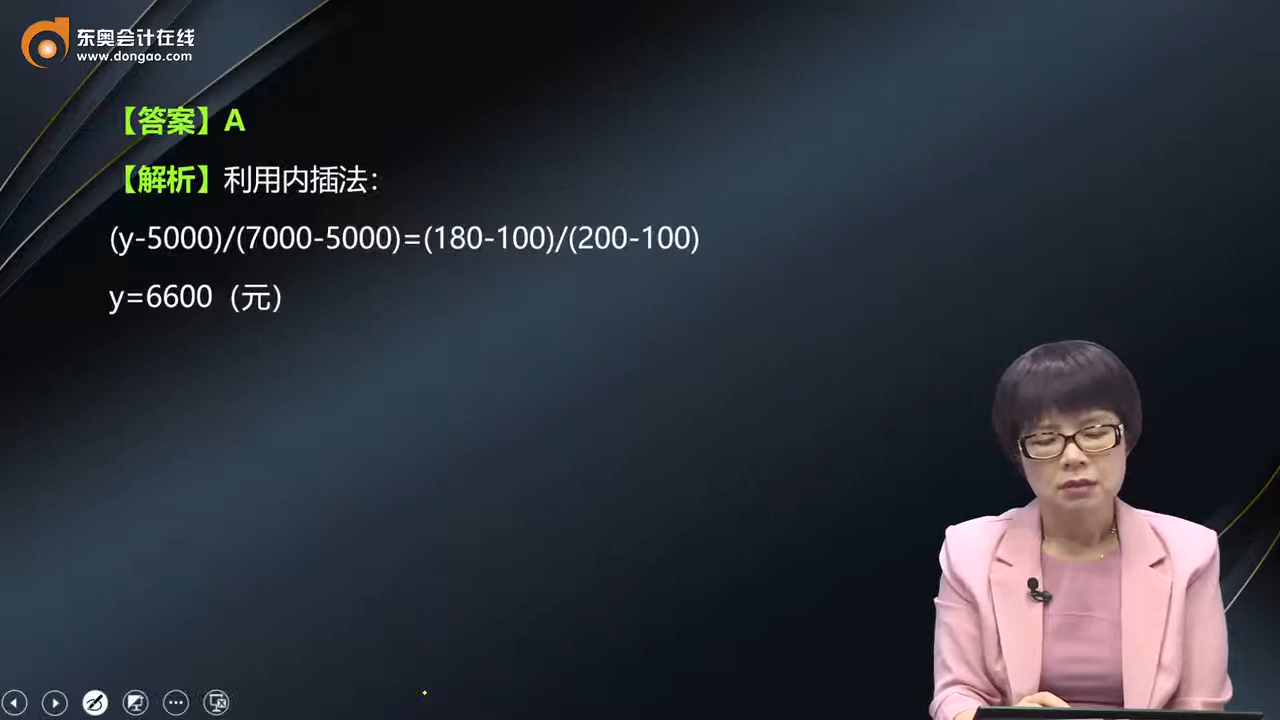 东奥会计在线
www.dongao.com
【答案】A
【解析】利用内插法：
(y-5000)/(7000-5000)=(180-100)/(200-100)
y=6600（元）